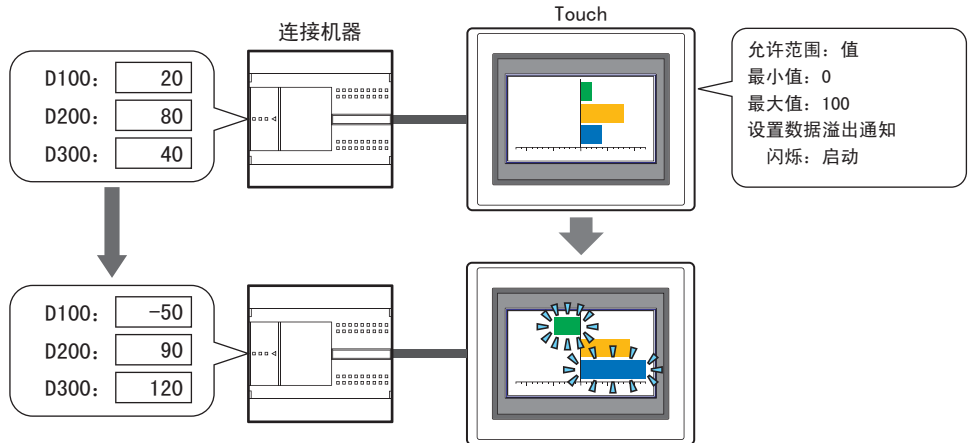 连接机器
Touch
D100: 20
D200: 80
D300: 40
允许范围: 值
最小值: 0
最大值: 100
设置数据溢出通知
闪烁: 启动
D100: -50
D200: 90
D300: 120